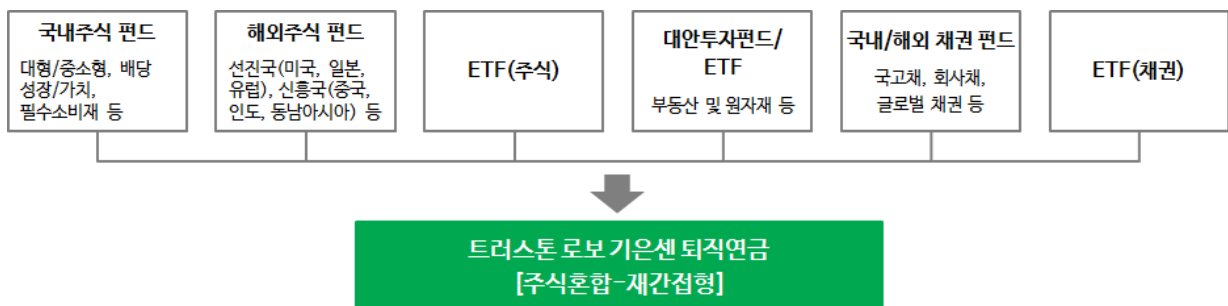 국내주식 펀드
대형/중소형, 배당
성장/가치,
필수소비재 등
해외주식 펀드
선진국(미국, 일본,
유럽), 신흥국(중국,
인도, 동남아시아) 등
ETF(주식)
대안투자펀드/
ETF
부동산 및 원자재 등
국내/해외 채권 펀드
국고채, 회사채,
글로벌 채권 등
ETF(채권)
트러스톤 로보 기은센 퇴직연금
[주식혼합-재간접형]